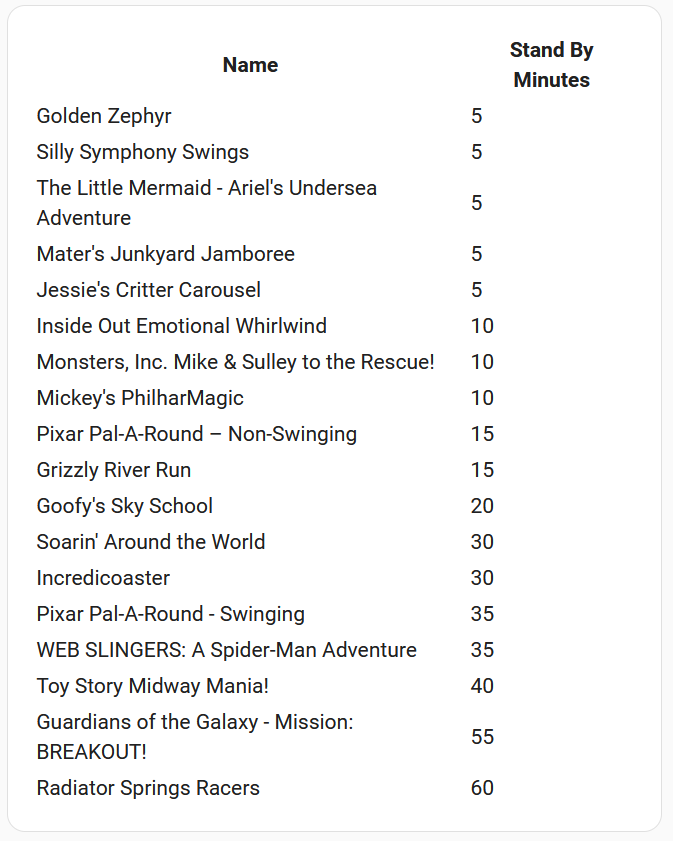 Name
Stand By
Minutes
Golden Zephyr 5
Silly Symphony Swings 5
The Little Mermaid - Ariel's Undersea
Adventure 5
Mater's Junkyard Jamboree 5
Jessie's Critter Carousel 5
Inside Out Emotional Whirlwind 10
Monsters, Inc. Mike & Sulley to the Rescue! 10
Mickey's PhilharMagic 10
Pixar Pal-A-Round – Non-Swinging 15
Grizzly River Run 15
Goofy's Sky School 20
Soarin' Around the World 30
Incredicoaster 30
Pixar Pal-A-Round - Swinging 35
WEB SLINGERS: A Spider-Man Adventure 35
Toy Story Midway Mania! 40
Guardians of the Galaxy - Mission:
BREAKOUT! 55
Radiator Springs Racers 60